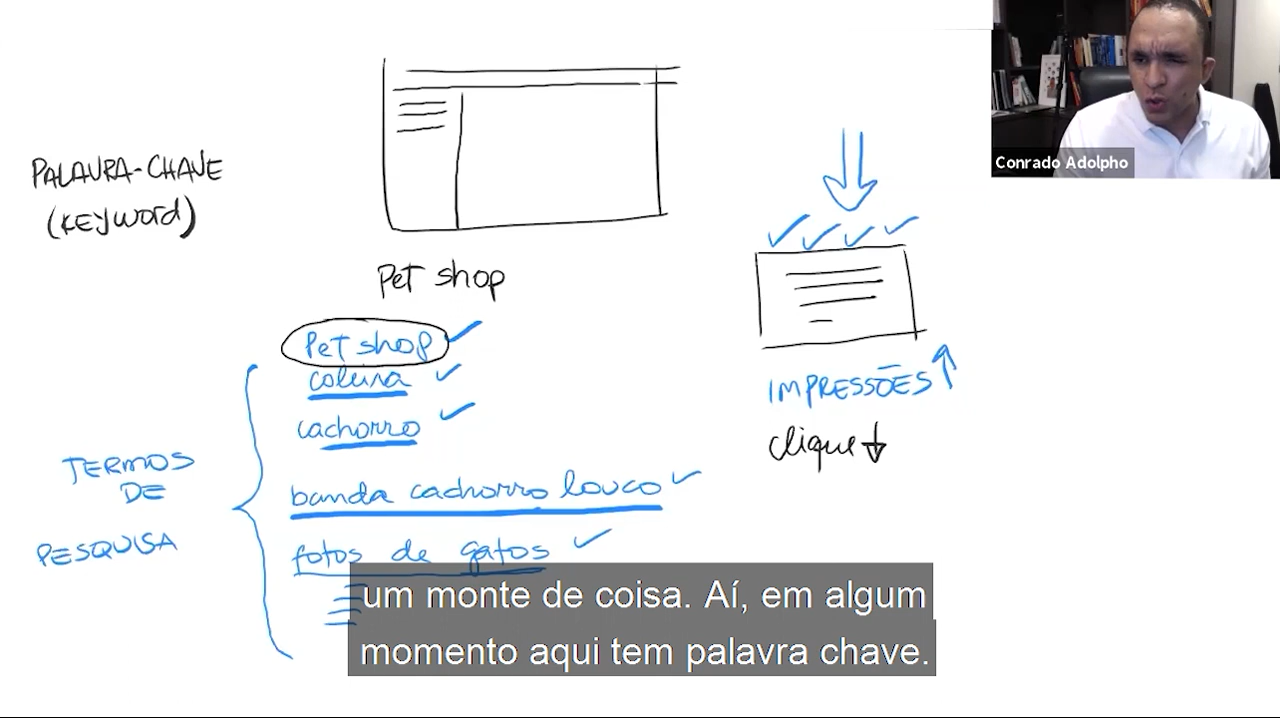 Conrado Adolpho
PALAVRA-CHAVE
(KEYWORD)
Pet shop
Pet shop
coleira
cachorro
banda cachorro louco
fotos de gatos
TERMOS
DE
PESQUISA
IMPRESSÕES
clique
um monte de coisa. Aí, em algum
momento aqui tem palavra chave.